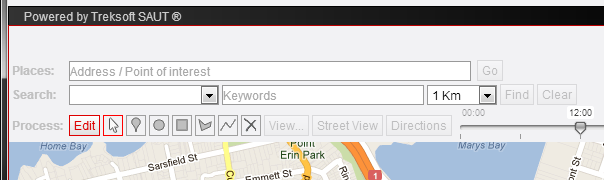 Powered by Treksoft SAUT ®
Places: Address / Point of interest Go
Search: Keywords 1 Km Find Clear
00:00 12:00
Process: Edit View... Street View Directions
Home Bay
Sarsfield St
Point
Erin Park
Emmett St
1
Marys Bay